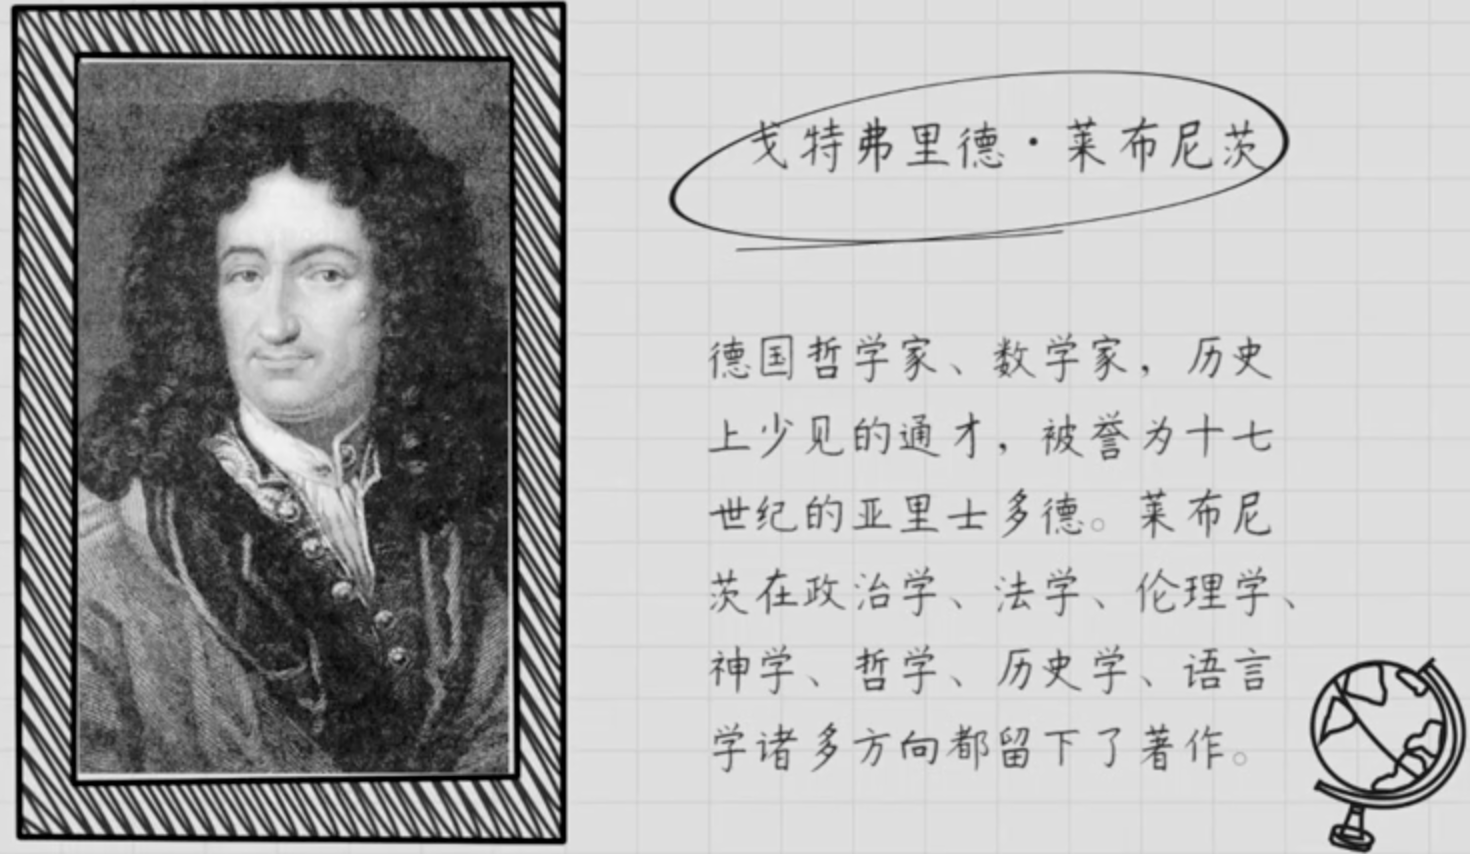 戈特弗里德·莱布尼茨
德国哲学家、数学家，历史
上少见的通才，被誉为十七
世纪的亚里士多德。莱布尼
茨在政治学、法学、伦理学、
神学、哲学、历史学、语言
学诸多方向都留下了著作。